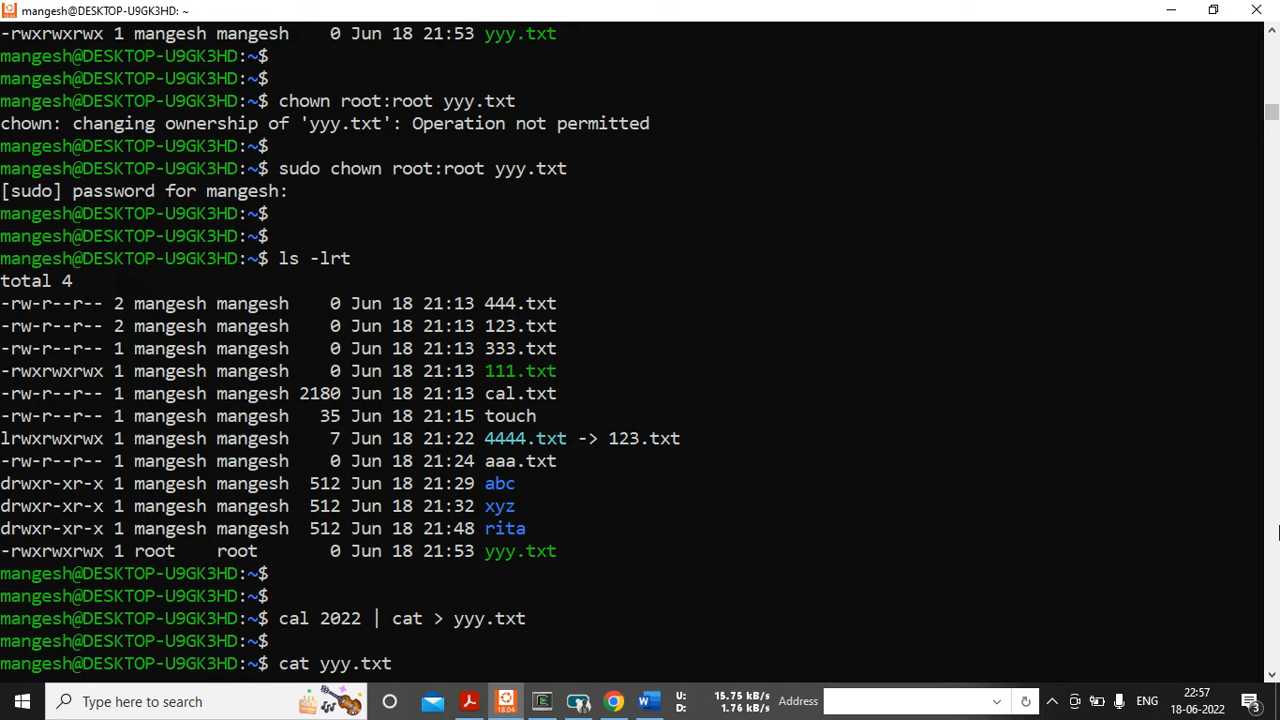 mangesh@DESKTOP-U9GK3HD: ~
-rwxrwxrwx 1 mangesh mangesh    0 Jun 18 21:53 yyy.txt
mangesh@DESKTOP-U9GK3HD:~$
mangesh@DESKTOP-U9GK3HD:~$
mangesh@DESKTOP-U9GK3HD:~$ chown root:root yyy.txt
chown: changing ownership of 'yyy.txt': Operation not permitted
mangesh@DESKTOP-U9GK3HD:~$
mangesh@DESKTOP-U9GK3HD:~$ sudo chown root:root yyy.txt
[sudo] password for mangesh:
mangesh@DESKTOP-U9GK3HD:~$
mangesh@DESKTOP-U9GK3HD:~$
mangesh@DESKTOP-U9GK3HD:~$ ls -lrt
total 4
-rw-r--r-- 2 mangesh mangesh    0 Jun 18 21:13 444.txt
-rw-r--r-- 2 mangesh mangesh    0 Jun 18 21:13 123.txt
-rw-r--r-- 1 mangesh mangesh    0 Jun 18 21:13 333.txt
-rwxrwxrwx 1 mangesh mangesh    0 Jun 18 21:13 111.txt
-rw-r--r-- 1 mangesh mangesh 2180 Jun 18 21:13 cal.txt
-rw-r--r-- 1 mangesh mangesh   35 Jun 18 21:15 touch
lrwxrwxrwx 1 mangesh mangesh    7 Jun 18 21:22 4444.txt -> 123.txt
-rw-r--r-- 1 mangesh mangesh    0 Jun 18 21:24 aaa.txt
drwxr-xr-x 1 mangesh mangesh  512 Jun 18 21:29 abc
drwxr-xr-x 1 mangesh mangesh  512 Jun 18 21:32 xyz
drwxr-xr-x 1 mangesh mangesh  512 Jun 18 21:48 rita
-rwxrwxrwx 1 root    root       0 Jun 18 21:53 yyy.txt
mangesh@DESKTOP-U9GK3HD:~$
mangesh@DESKTOP-U9GK3HD:~$
mangesh@DESKTOP-U9GK3HD:~$ cal 2022 | cat > yyy.txt
mangesh@DESKTOP-U9GK3HD:~$
mangesh@DESKTOP-U9GK3HD:~$ cat yyy.txt
Type here to search
18.04
U: 15.75 kB/s
D: 1.76 kB/s
Address
ENG
22:57
18-06-2022
3